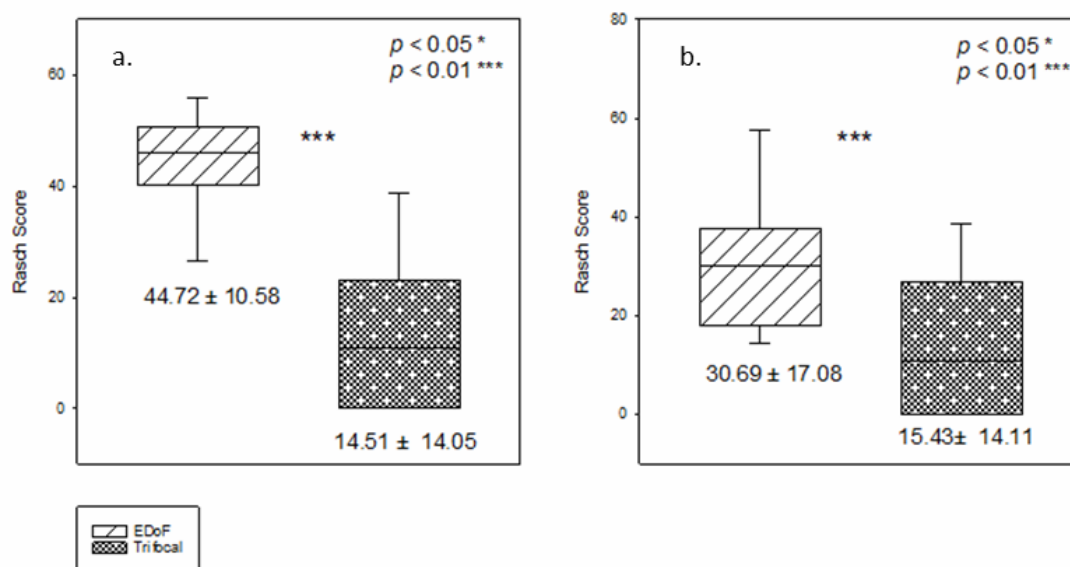 a.
p < 0.05 *
p < 0.01 ***
60
40
20
0
Rasch Score
***
44.72 ± 10.58
14.51 ± 14.05
b.
p < 0.05 *
p < 0.01 ***
80
60
40
20
0
Rasch Score
***
30.69 ± 17.08
15.43± 14.11
EDoF
Trifocal